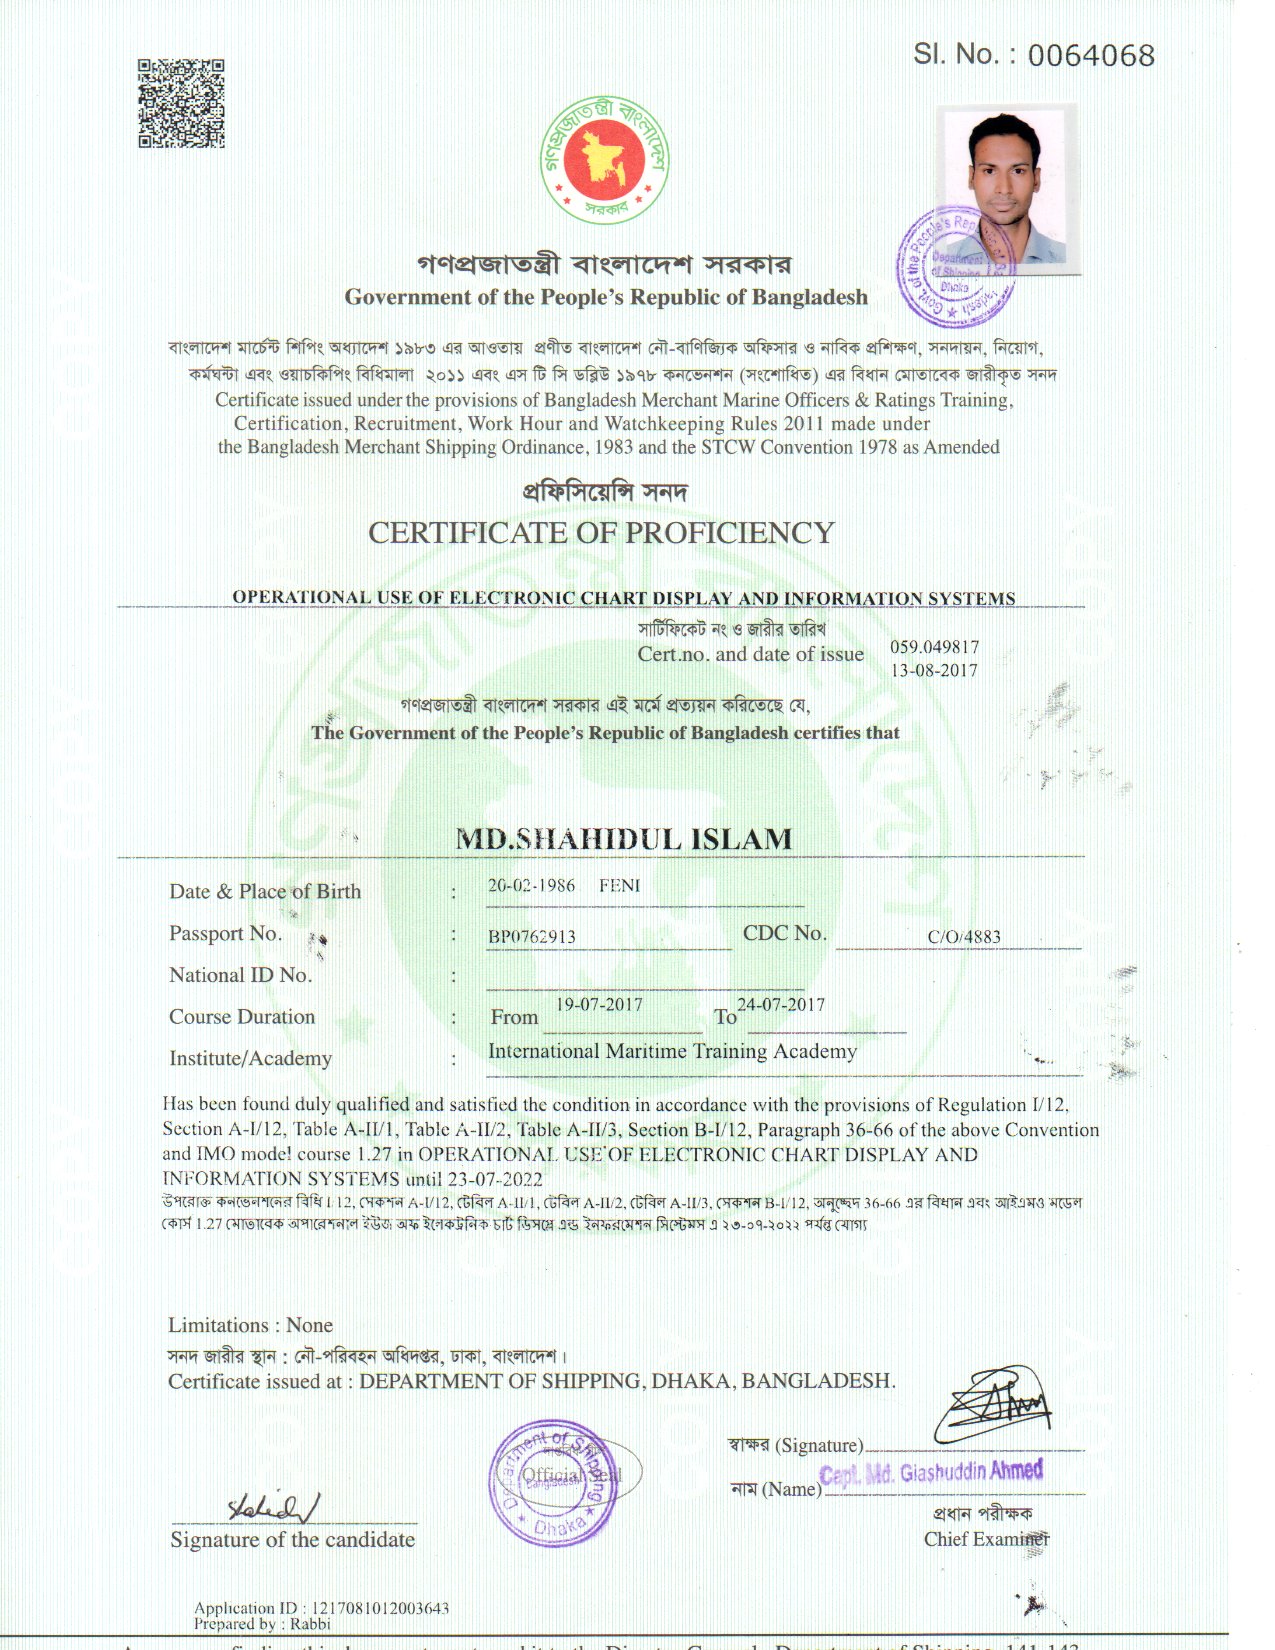 Sl. No. : 0064068
গণপ্রজাতন্ত্রী বাংলাদেশ
সরকার
গণপ্রজাতন্ত্রী বাংলাদেশ সরকার
Government of the People's Republic of Bangladesh
বাংলাদেশ মার্চেন্ট শিপিং অধ্যাদেশ ১৯৮৩ এর আওতায় প্রণীত বাংলাদেশ নৌ-বাণিজ্যিক অফিসার ও নাবিক প্রশিক্ষণ, সনদায়ন, নিয়োগ,
কর্মঘন্টা এবং ওয়াচকিপিং বিধিমালা ২০১১ এবং এস টি সি ডব্লিউ ১৯৭৮ কনভেনশন (সংশোধিত) এর বিধান মোতাবেক জারীকৃত সনদ
Certificate issued under the provisions of Bangladesh Merchant Marine Officers & Ratings Training,
Certification, Recruitment, Work Hour and Watchkeeping Rules 2011 made under
the Bangladesh Merchant Shipping Ordinance, 1983 and the STCW Convention 1978 as Amended
প্রফিসিয়েন্সি সনদ
CERTIFICATE OF PROFICIENCY
OPERATIONAL USE OF ELECTRONIC CHART DISPLAY AND INFORMATION SYSTEMS
সার্টিফিকেট নং ও জারীর তারিখ
Cert.no. and date of issue 059.049817
13-08-2017
গণপ্রজাতন্ত্রী বাংলাদেশ সরকার এই মর্মে প্রত্যয়ন করিতেছে যে,
The Government of the People's Republic of Bangladesh certifies that
MD.SHAHIDUL ISLAM
Date & Place of Birth : 20-02-1986 FENI
Passport No. : BP0762913 CDC No. C/O/4883
National ID No. :
Course Duration : From 19-07-2017 To 24-07-2017
Institute/Academy : International Maritime Training Academy
Has been found duly qualified and satisfied the condition in accordance with the provisions of Regulation I/12,
Section A-I/12, Table A-II/1, Table A-II/2, Table A-II/3, Section B-I/12, Paragraph 36-66 of the above Convention
and IMO model course 1.27 in OPERATIONAL USE OF ELECTRONIC CHART DISPLAY AND
INFORMATION SYSTEMS until 23-07-2022
উপরোক্ত কনভেনশনের বিধি I/12, সেকশন A-I/12, টেবিল A-II/1, টেবিল A-II/2, টেবিল A-II/3, সেকশন B-I/12, অনুচ্ছেদ 36-66 এর বিধান এবং আইএমও মডেল
কোর্স 1.27 মোতাবেক অপারেশনাল ইউজ অফ ইলেকট্রনিক চার্ট ডিসপ্লে এন্ড ইনফরমেশন সিস্টেমস এ ২৩-০৭-২০২২ পর্যন্ত যোগ্য
Limitations : None
সনদ জারীর স্থান : নৌ-পরিবহন অধিদপ্তর, ঢাকা, বাংলাদেশ।
Certificate issued at : DEPARTMENT OF SHIPPING, DHAKA, BANGLADESH.
স্বাক্ষর (Signature)
Department of Shipping
Official Seal
Bangladesh
Dhaka
নাম (Name) Capt. Md. Giashuddin Ahmed
প্রধান পরীক্ষক
Shahidul
Signature of the candidate
Chief Examiner
Application ID : 1217081012003643
Prepared by : Rabbi